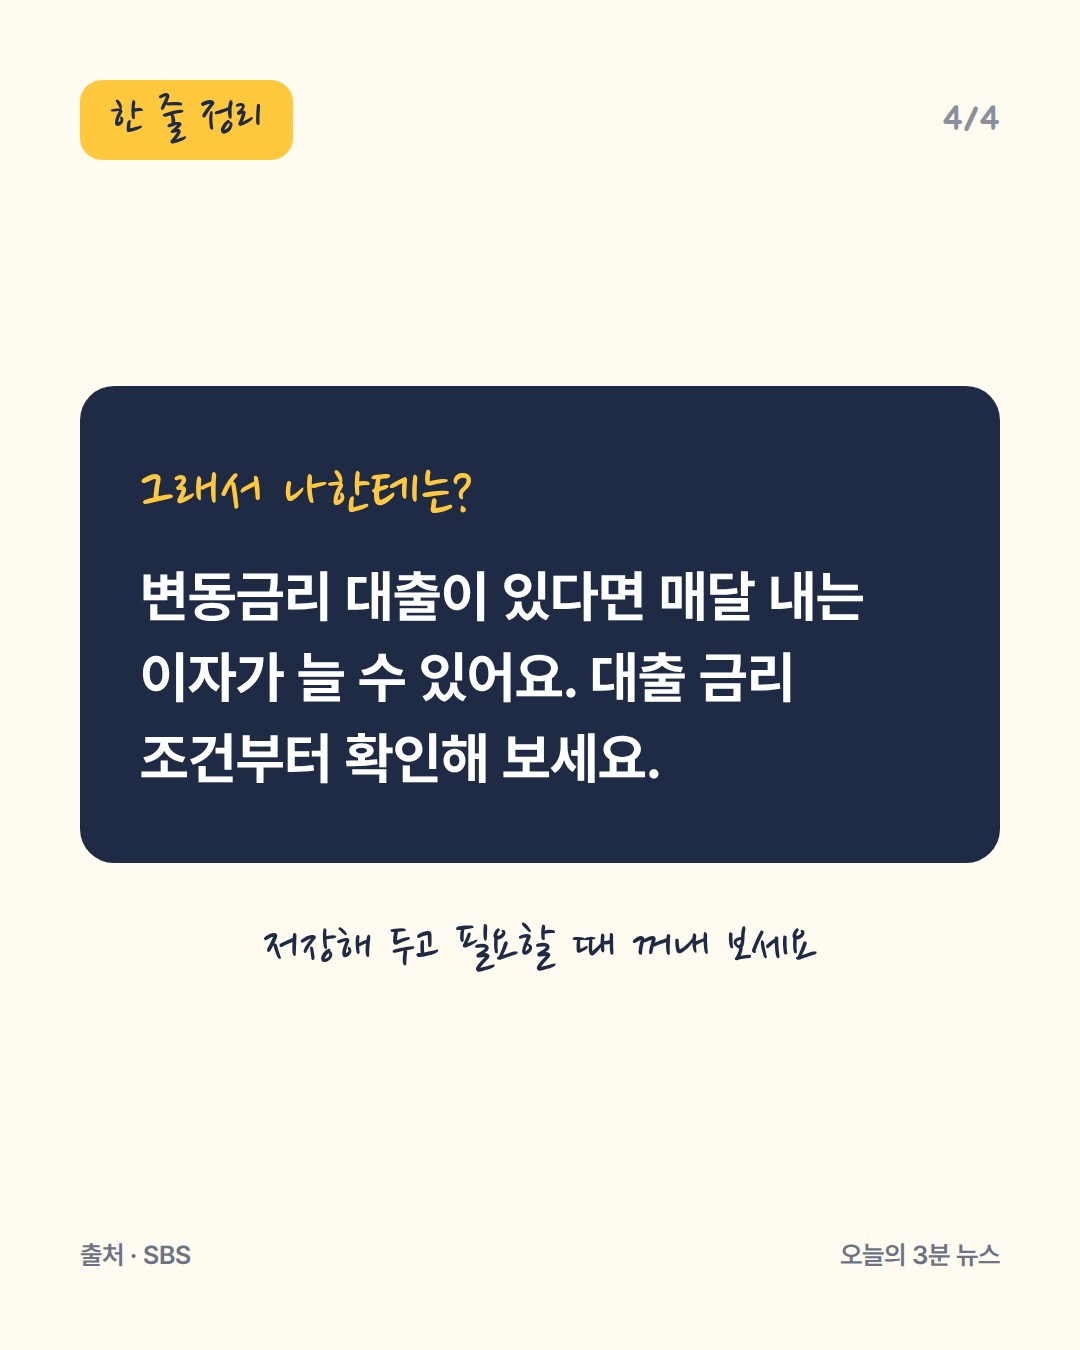 한 줄 정리
4/4
그래서 나한테는?
변동금리 대출이 있다면 매달 내는
이자가 늘 수 있어요. 대출 금리
조건부터 확인해 보세요.
저장해 두고 필요할 때 꺼내 보세요
출처 · SBS
오늘의 3분 뉴스